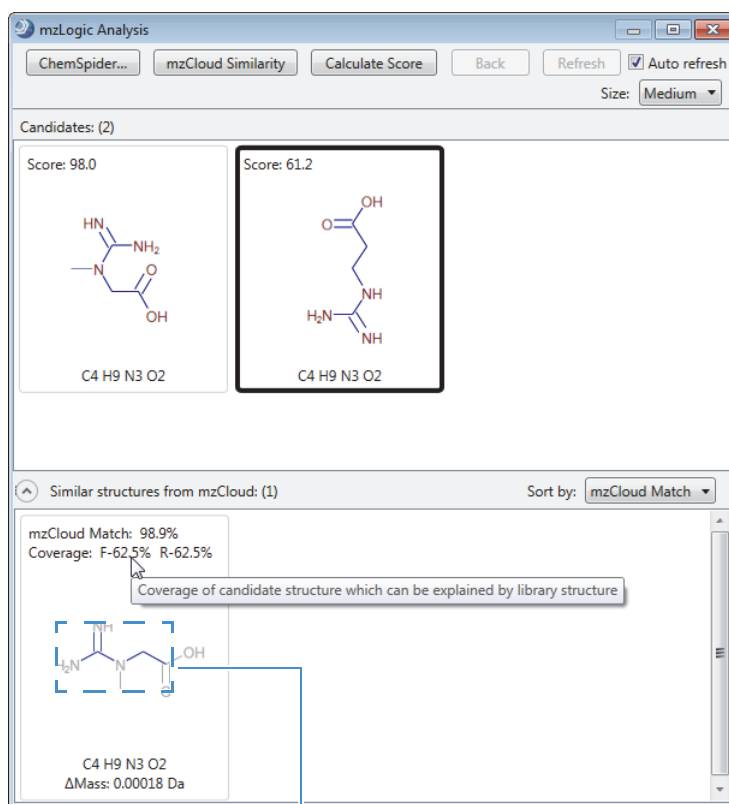 mzLogic Analysis
ChemSpider... mzCloud Similarity Calculate Score Back Refresh Auto refresh
Size: Medium
Candidates: (2)
Score: 98.0 Score: 61.2
OH
O
HN
NH2
N O
NH
OH
H2N
NH
C4 H9 N3 O2 C4 H9 N3 O2
Similar structures from mzCloud: (1) Sort by: mzCloud Match
mzCloud Match: 98.9%
Coverage: F-62.5% R-62.5%
Coverage of candidate structure which can be explained by library structure
NH
OH
H2N N
O
C4 H9 N3 O2
ΔMass: 0.00018 Da